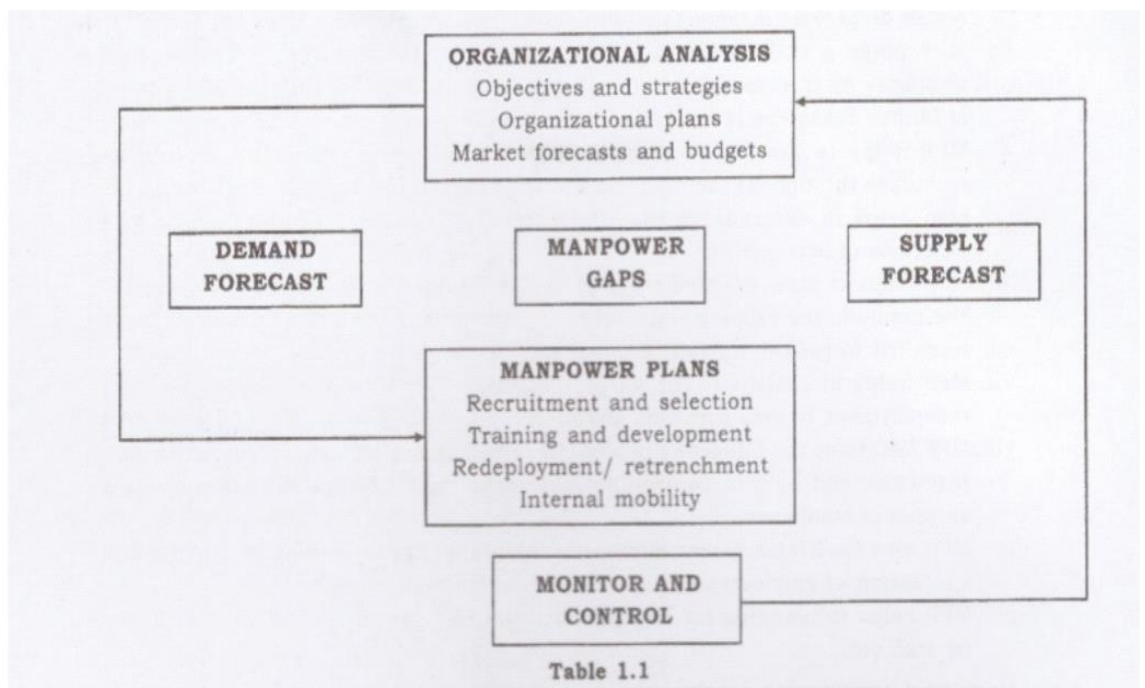 ORGANIZATIONAL ANALYSIS
Objectives and strategies
Organizational plans
Market forecasts and budgets
DEMAND
FORECAST
MANPOWER
GAPS
SUPPLY
FORECAST
MANPOWER PLANS
Recruitment and selection
Training and development
Redeployment/ retrenchment
Internal mobility
MONITOR AND
CONTROL
Table 1.1